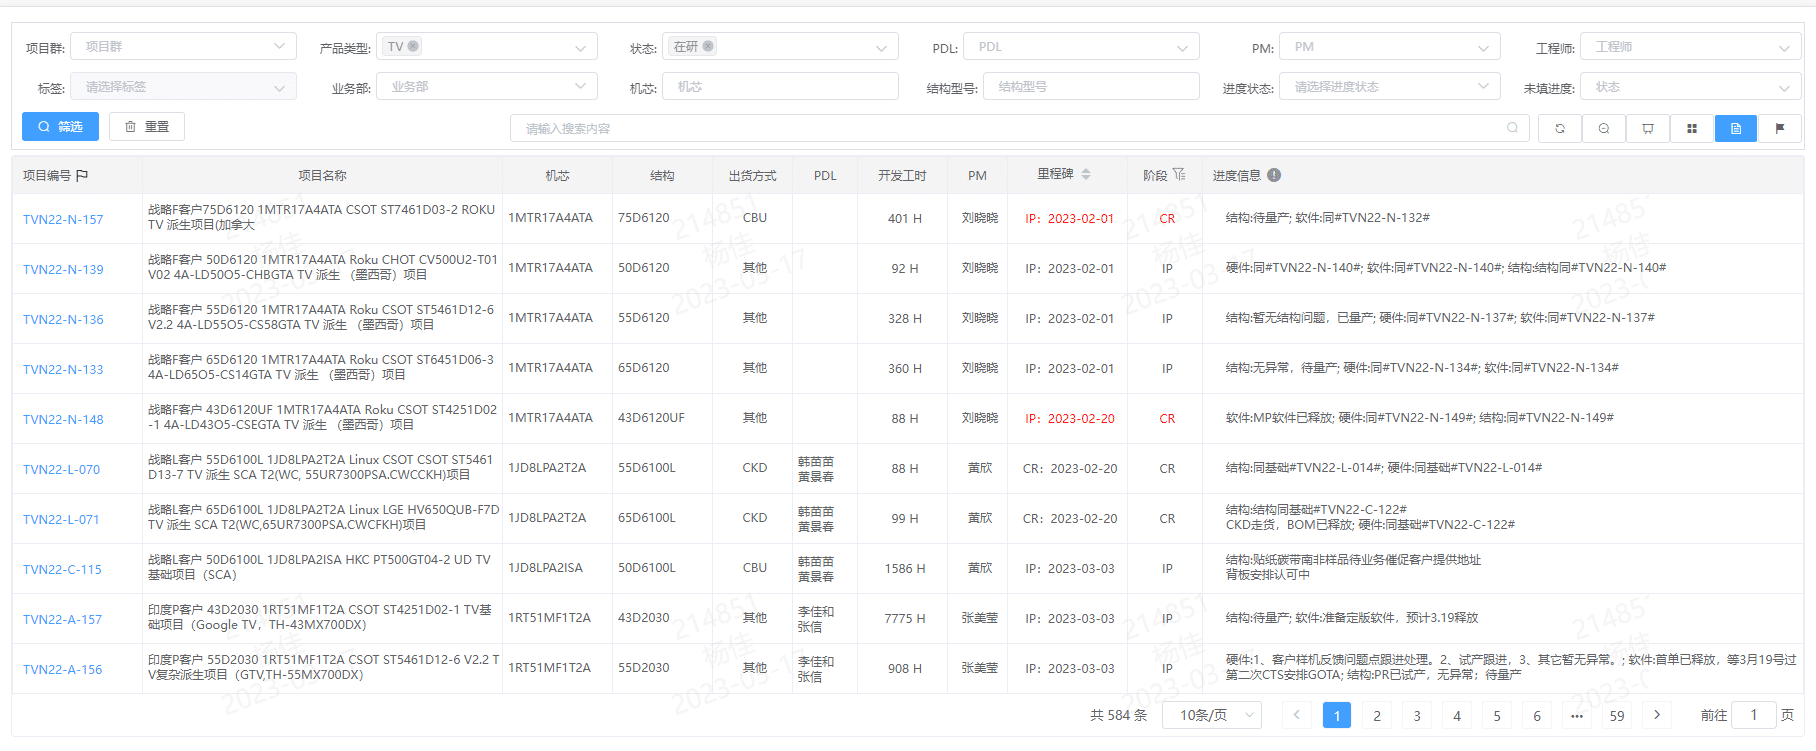 项目群: 项目群 产品类型: TV 状态: 在研 PDL: PDL PM: PM 工程师: 工程师
标签: 请选择标签 业务部: 业务部 机芯: 机芯 结构型号: 结构型号 进度状态: 请选择进度状态 未填进度: 状态
筛选 重置 请输入搜索内容
项目编号 项目名称 机芯 结构 出货方式 PDL 开发工时 PM 里程碑 阶段 进度信息
TVN22-N-157 战略F客户75D6120 1MTR17A4ATA CSOT ST7461D03-2 ROKU
TV 派生项目(加拿大 1MTR17A4ATA 75D6120 CBU 401 H 刘晓晓 IP：2023-02-01 CR 结构:待量产; 软件:同#TVN22-N-132#
TVN22-N-139 战略F客户 50D6120 1MTR17A4ATA Roku CHOT CV500U2-T01
V02 4A-LD50O5-CHBGTA TV 派生 （墨西哥）项目 1MTR17A4ATA 50D6120 其他 92 H 刘晓晓 IP：2023-02-01 IP 硬件:同#TVN22-N-140#; 软件:同#TVN22-N-140#; 结构:结构同#TVN22-N-140#
TVN22-N-136 战略F客户 55D6120 1MTR17A4ATA Roku CSOT ST5461D12-6
V2.2 4A-LD55O5-CS58GTA TV 派生 （墨西哥）项目 1MTR17A4ATA 55D6120 其他 328 H 刘晓晓 IP：2023-02-01 IP 结构:暂无结构问题，已量产; 硬件:同#TVN22-N-137#; 软件:同#TVN22-N-137#
TVN22-N-133 战略F客户 65D6120 1MTR17A4ATA Roku CSOT ST6451D06-3
4A-LD65O5-CS14GTA TV 派生 （墨西哥）项目 1MTR17A4ATA 65D6120 其他 360 H 刘晓晓 IP：2023-02-01 IP 结构:无异常，待量产; 硬件:同#TVN22-N-134#; 软件:同#TVN22-N-134#
TVN22-N-148 战略F客户 43D6120UF 1MTR17A4ATA Roku CSOT ST4251D02
-1 4A-LD43O5-CSEGTA TV 派生 （墨西哥）项目 1MTR17A4ATA 43D6120UF 其他 88 H 刘晓晓 IP：2023-02-20 CR 软件:MP软件已释放; 硬件:同#TVN22-N-149#; 结构:同#TVN22-N-149#
TVN22-L-070 战略L客户 55D6100L 1JD8LPA2T2A Linux CSOT CSOT ST5461
D13-7 TV 派生 SCA T2(WC, 55UR7300PSA.CWCCKH)项目 1JD8LPA2T2A 55D6100L CKD 韩苗苗 黄景春 88 H 黄欣 CR：2023-02-20 CR 结构:同基础#TVN22-L-014#; 硬件:同基础#TVN22-L-014#
TVN22-L-071 战略L客户 65D6100L 1JD8LPA2T2A Linux LGE HV650QUB-F7D
TV 派生 SCA T2(WC,65UR7300PSA.CWCFKH)项目 1JD8LPA2T2A 65D6100L CKD 韩苗苗 黄景春 99 H 黄欣 CR：2023-02-20 CR 结构:结构同基础#TVN22-C-122#
CKD走货，BOM已释放; 硬件:同基础#TVN22-C-122#
TVN22-C-115 战略L客户 50D6100L 1JD8LPA2ISA HKC PT500GT04-2 UD TV
基础项目（SCA） 1JD8LPA2ISA 50D6100L CBU 韩苗苗 黄景春 1586 H 黄欣 IP：2023-03-03 IP 结构:贴纸碳带南非样品待业务催促客户提供地址
背板安排认可中
TVN22-A-157 印度P客户 43D2030 1RT51MF1T2A CSOT ST4251D02-1 TV基
础项目（Google TV，TH-43MX700DX） 1RT51MF1T2A 43D2030 其他 李佳和 张信 7775 H 张美莹 IP：2023-03-03 IP 结构:待量产; 软件:准备定版软件，预计3.19释放
TVN22-A-156 印度P客户 55D2030 1RT51MF1T2A CSOT ST5461D12-6 V2.2 T
V复杂派生项目（GTV,TH-55MX700DX） 1RT51MF1T2A 55D2030 其他 李佳和 张信 908 H 张美莹 IP：2023-03-03 IP 硬件:1、客户样机反馈问题点跟进处理。2、试产跟进，3、其它暂无异常。; 软件:首单已释放，等3月19号过
第二次CTS安排GOTA; 结构:PR已试产，无异常；待量产
共 584 条 10条/页 1 2 3 4 5 6 ••• 59 前往 1 页
214851
杨佳
2023-03-17